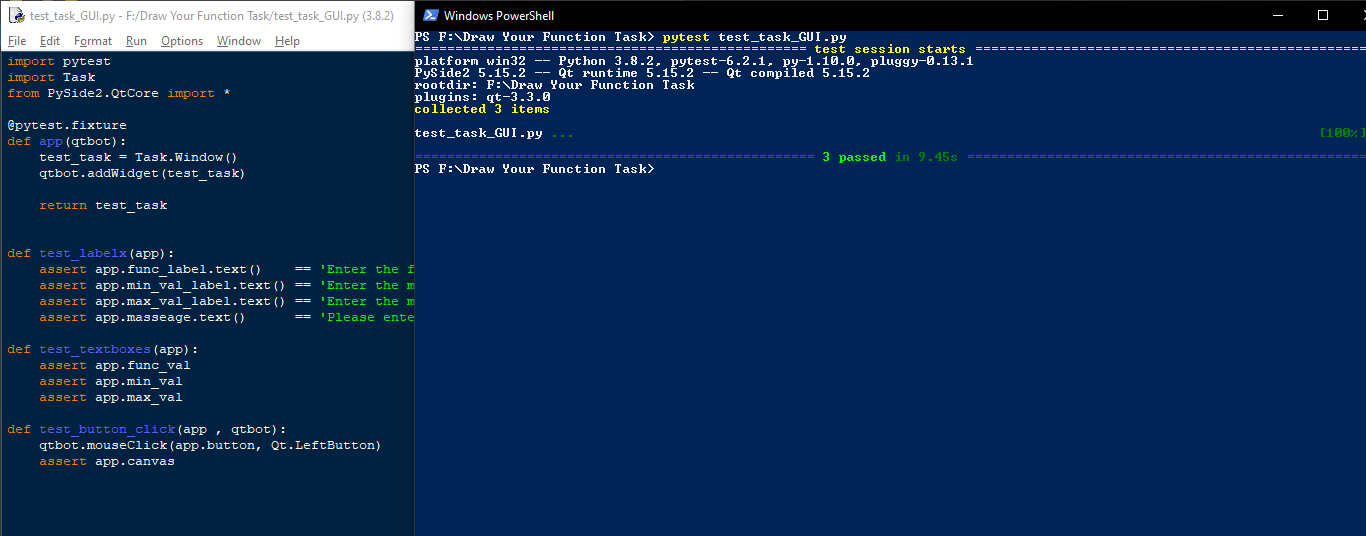 test_task_GUI.py - F:/Draw Your Function Task/test_task_GUI.py (3.8.2)
File Edit Format Run Options Window Help
import pytest
import Task
from PySide2.QtCore import *
@pytest.fixture
def app(qtbot):
    test_task = Task.Window()
    qtbot.addWidget(test_task)
    return test_task
def test_labelx(app):
    assert app.func_label.text()    == 'Enter the f
    assert app.min_val_label.text() == 'Enter the m
    assert app.max_val_label.text() == 'Enter the m
    assert app.masseage.text()      == 'Please ente
def test_textboxes(app):
    assert app.func_val
    assert app.min_val
    assert app.max_val
def test_button_click(app , qtbot):
    qtbot.mouseClick(app.button, Qt.LeftButton)
    assert app.canvas
Windows PowerShell
PS F:\Draw Your Function Task> pytest test_task_GUI.py
test session starts
platform win32 -- Python 3.8.2, pytest-6.2.1, py-1.10.0, pluggy-0.13.1
PySide2 5.15.2 -- Qt runtime 5.15.2 -- Qt compiled 5.15.2
rootdir: F:\Draw Your Function Task
plugins: qt-3.3.0
collected 3 items
test_task_GUI.py ... [100%]
3 passed in 9.45s
PS F:\Draw Your Function Task>